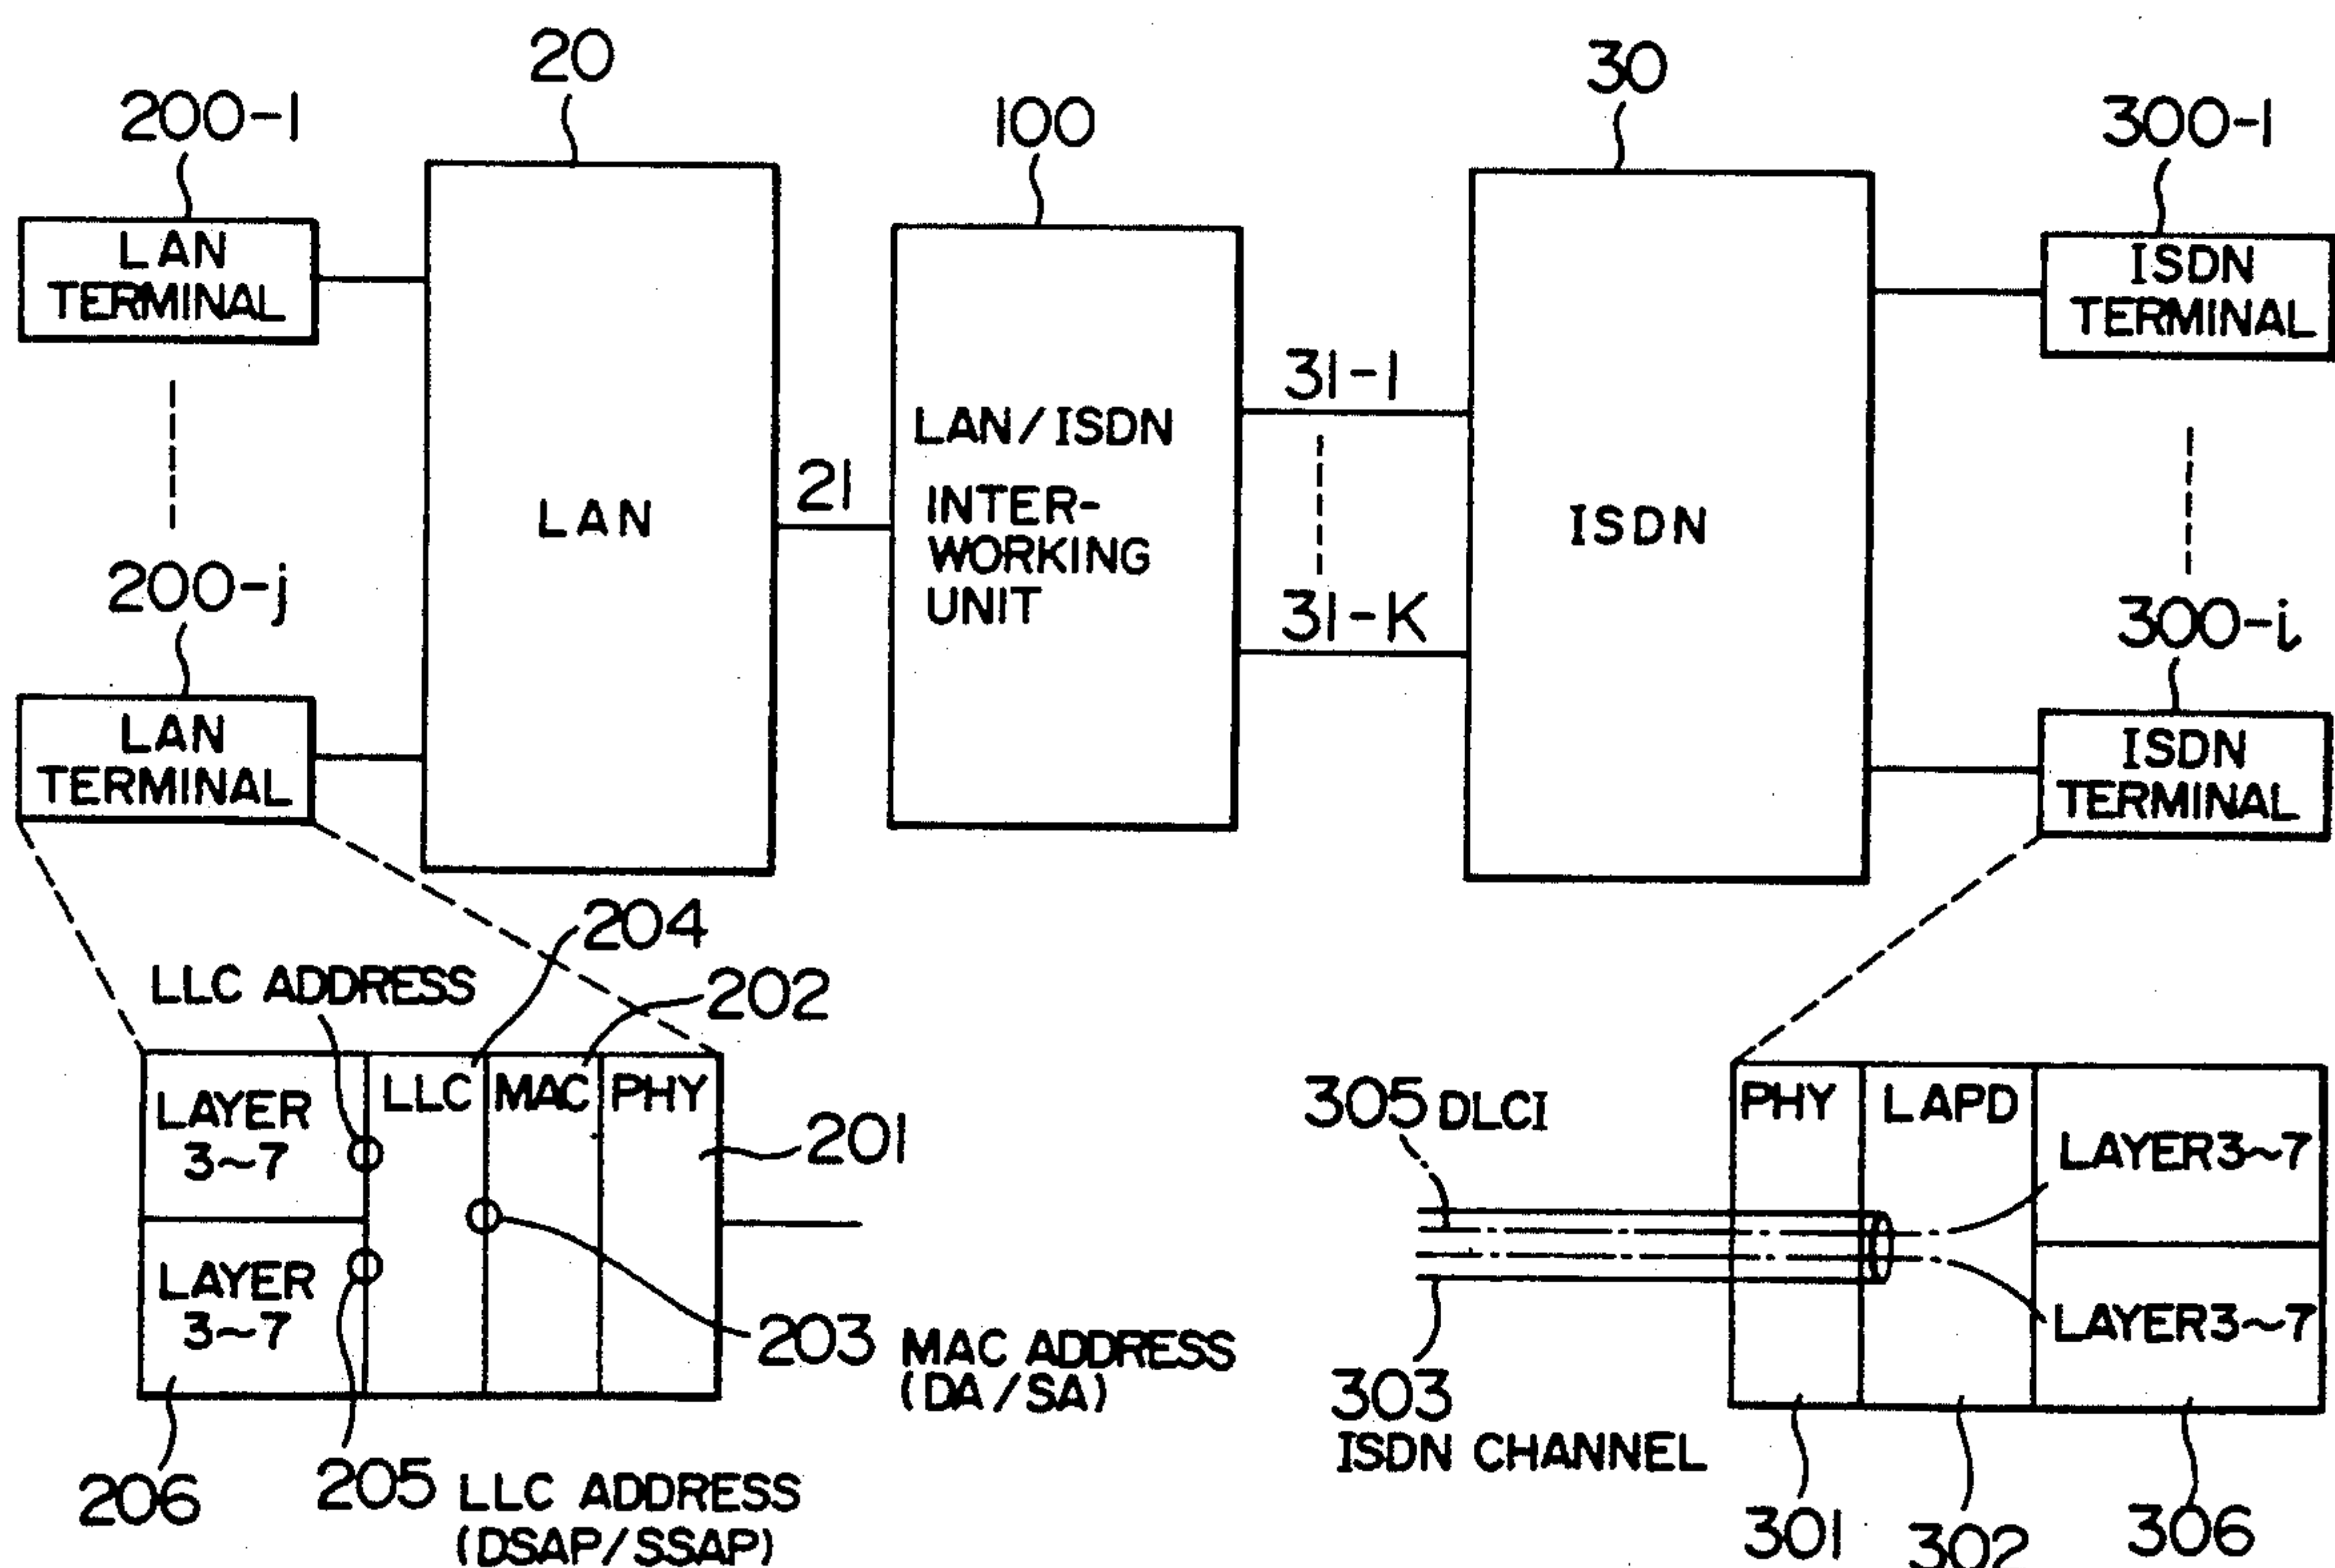 20
30
200-1
100
300-1
LAN
TERMINAL
ISDN
TERMINAL
31-1
LAN/ISDN
INTER-
WORKING
UNIT
21
LAN
ISDN
200-j
31-K
300-i
LAN
TERMINAL
ISDN
TERMINAL
204
LLC ADDRESS
202
LAYER
3~7
LLC
MAC
PHY
201
LAYER
3~7
203 MAC ADDRESS
(DA/SA)
206
205 LLC ADDRESS
(DSAP/SSAP)
305 DLCI
PHY
LAPD
LAYER3~7
LAYER3~7
303
ISDN CHANNEL
301
302
306